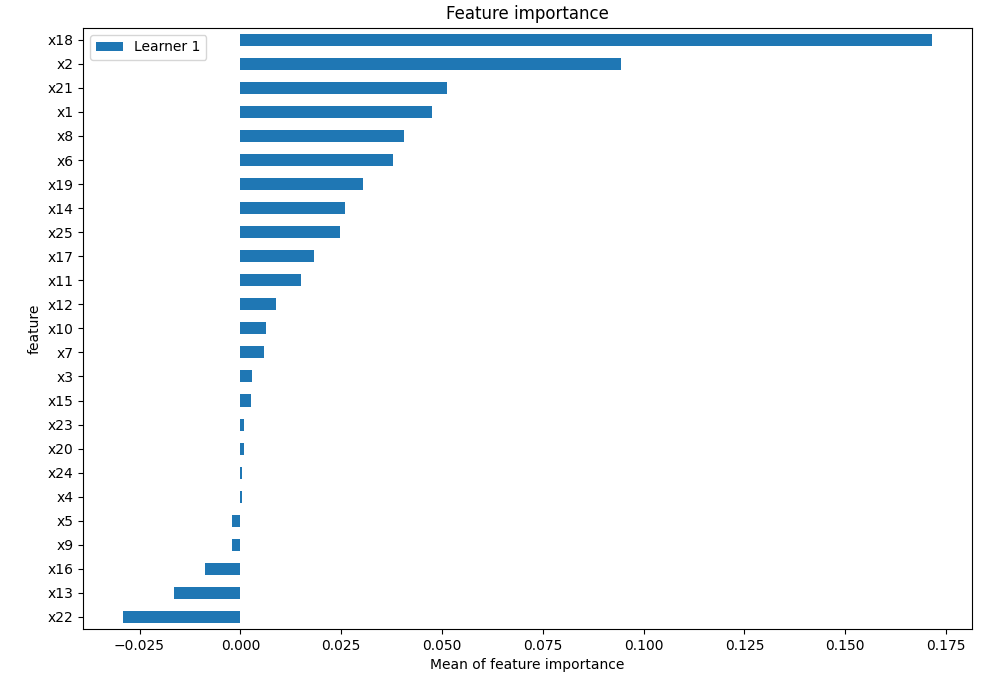 Feature importance
Learner 1
feature
x18
x2
x21
x1
x8
x6
x19
x14
x25
x17
x11
x12
x10
x7
x3
x15
x23
x20
x24
x4
x5
x9
x16
x13
x22
−0.025 0.000 0.025 0.050 0.075 0.100 0.125 0.150 0.175
Mean of feature importance